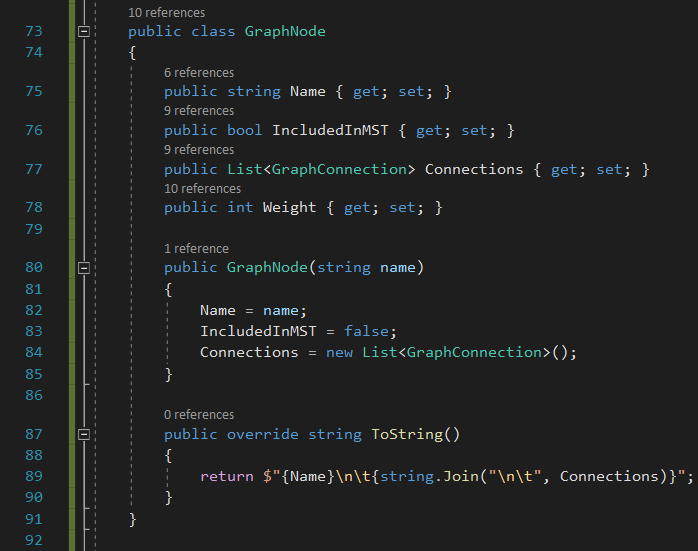 10 references
73 public class GraphNode
74 {
6 references
75 public string Name { get; set; }
9 references
76 public bool IncludedInMST { get; set; }
9 references
77 public List<GraphConnection> Connections { get; set; }
10 references
78 public int Weight { get; set; }
79
1 reference
80 public GraphNode(string name)
81 {
82 Name = name;
83 IncludedInMST = false;
84 Connections = new List<GraphConnection>();
85 }
86
0 references
87 public override string ToString()
88 {
89 return $"{Name}\n\t{string.Join("\n\t", Connections)}";
90 }
91 }
92